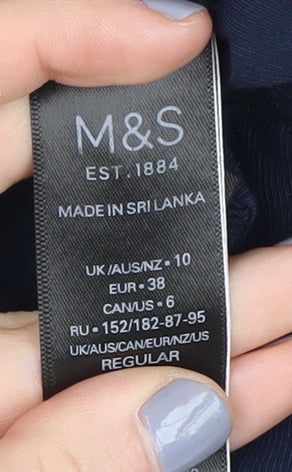 M&S
EST.1884
MADE IN SRI LANKA
UK/AUS/NZ • 10
EUR • 38
CAN/US • 6
RU • 152/182-87-95
UK/AUS/CAN/EUR/NZ/US
REGULAR